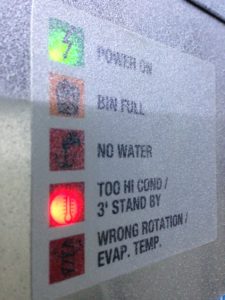 POWER ON
BIN FULL
NO WATER
TOO HI COND /
3' STAND BY
WRONG ROTATION /
EVAP. TEMP.